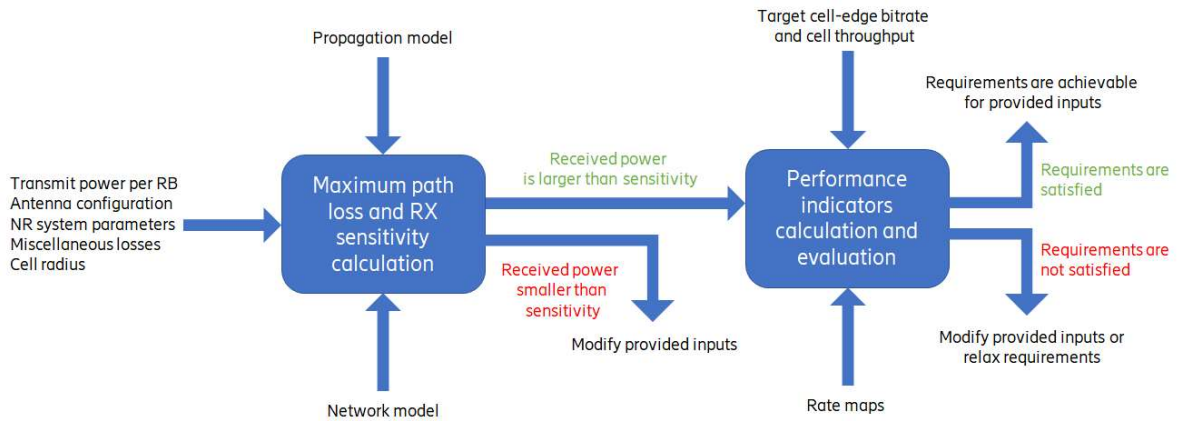 Propagation model
Transmit power per RB
Antenna configuration
NR system parameters
Miscellaneous losses
Cell radius
Maximum path
loss and RX
sensitivity
calculation
Network model
Received power
is larger than sensitivity
Received power
smaller than
sensitivity
Modify provided inputs
Target cell-edge bitrate
and cell throughput
Performance
indicators
calculation and
evaluation
Rate maps
Requirements are achievable
for provided inputs
Requirements are
satisfied
Requirements are
not satisfied
Modify provided inputs or
relax requirements